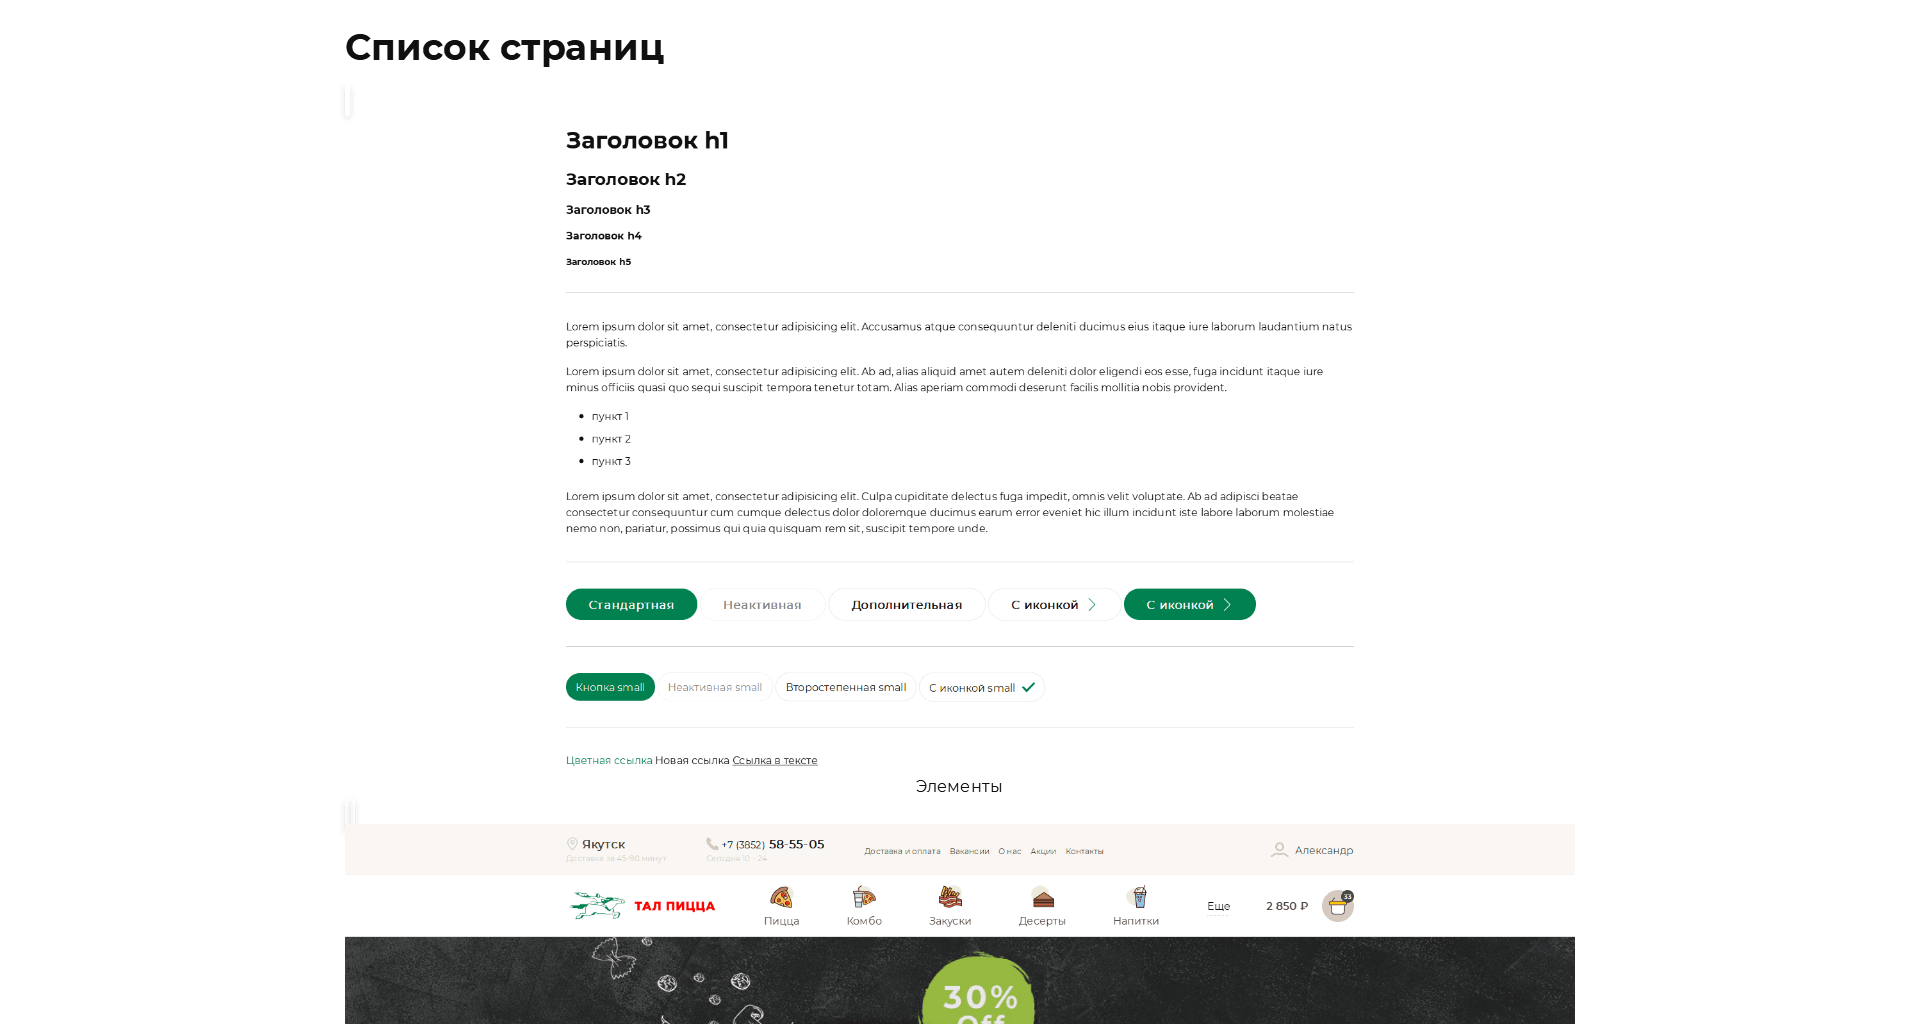 Список страниц
Заголовок h1
Заголовок h2
Заголовок h3
Заголовок h4
Заголовок h5
Lorem ipsum dolor sit amet, consectetur adipisicing elit. Accusamus atque consequuntur deleniti ducimus eius itaque iure laborum laudantium natus
perspiciatis.
Lorem ipsum dolor sit amet, consectetur adipisicing elit. Ab ad, alias aliquid amet autem deleniti dolor eligendi eos esse, fuga incidunt itaque iure
minus officiis quasi quo sequi suscipit tempora tenetur totam. Alias aperiam commodi deserunt facilis mollitia nobis provident.
• пункт 1
• пункт 2
• пункт 3
Lorem ipsum dolor sit amet, consectetur adipisicing elit. Culpa cupiditate delectus fuga impedit, omnis velit voluptate. Ab ad adipisci beatae
consectetur consequuntur cum cumque delectus dolor doloremque ducimus earum error eveniet hic illum incidunt iste labore laborum molestiae
nemo non, pariatur, possimus qui quia quisquam rem sit, suscipit tempore unde.
Стандартная Неактивная Дополнительная С иконкой С иконкой
Кнопка small Неактивная small Второстепенная small С иконкой small
Цветная ссылка Новая ссылка Ссылка в тексте
Элементы
Якутск +7 (3852) 58-55-05 Доставка и оплата Вакансии О нас Акции Контакты Александр
Доставка за 45-90 минут Сегодня 10 - 24
ТАЛ ПИЦЦА Пицца Комбо Закуски Десерты Напитки Еще 2 850 ₽ 33
30%
Off